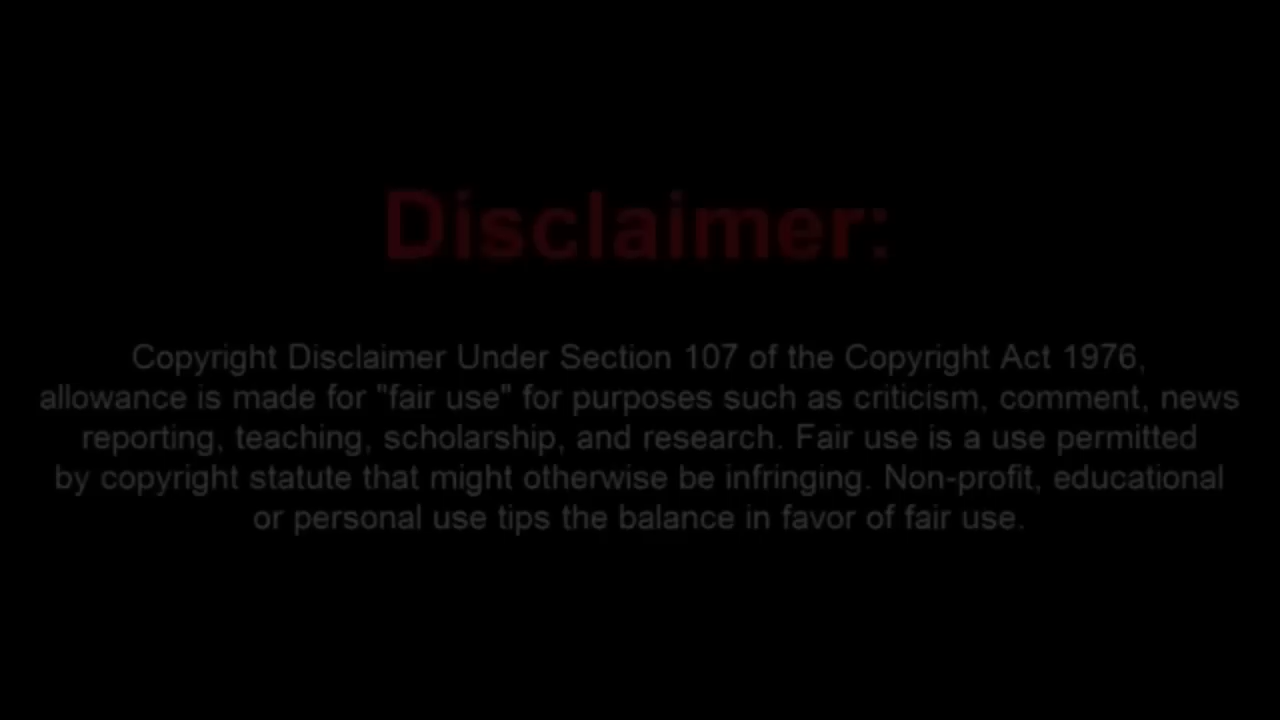 Disclaimer:
Copyright Disclaimer Under Section 107 of the Copyright Act 1976,
allowance is made for "fair use" for purposes such as criticism, comment, news
reporting, teaching, scholarship, and research. Fair use is a use permitted
by copyright statute that might otherwise be infringing. Non-profit, educational
or personal use tips the balance in favor of fair use.